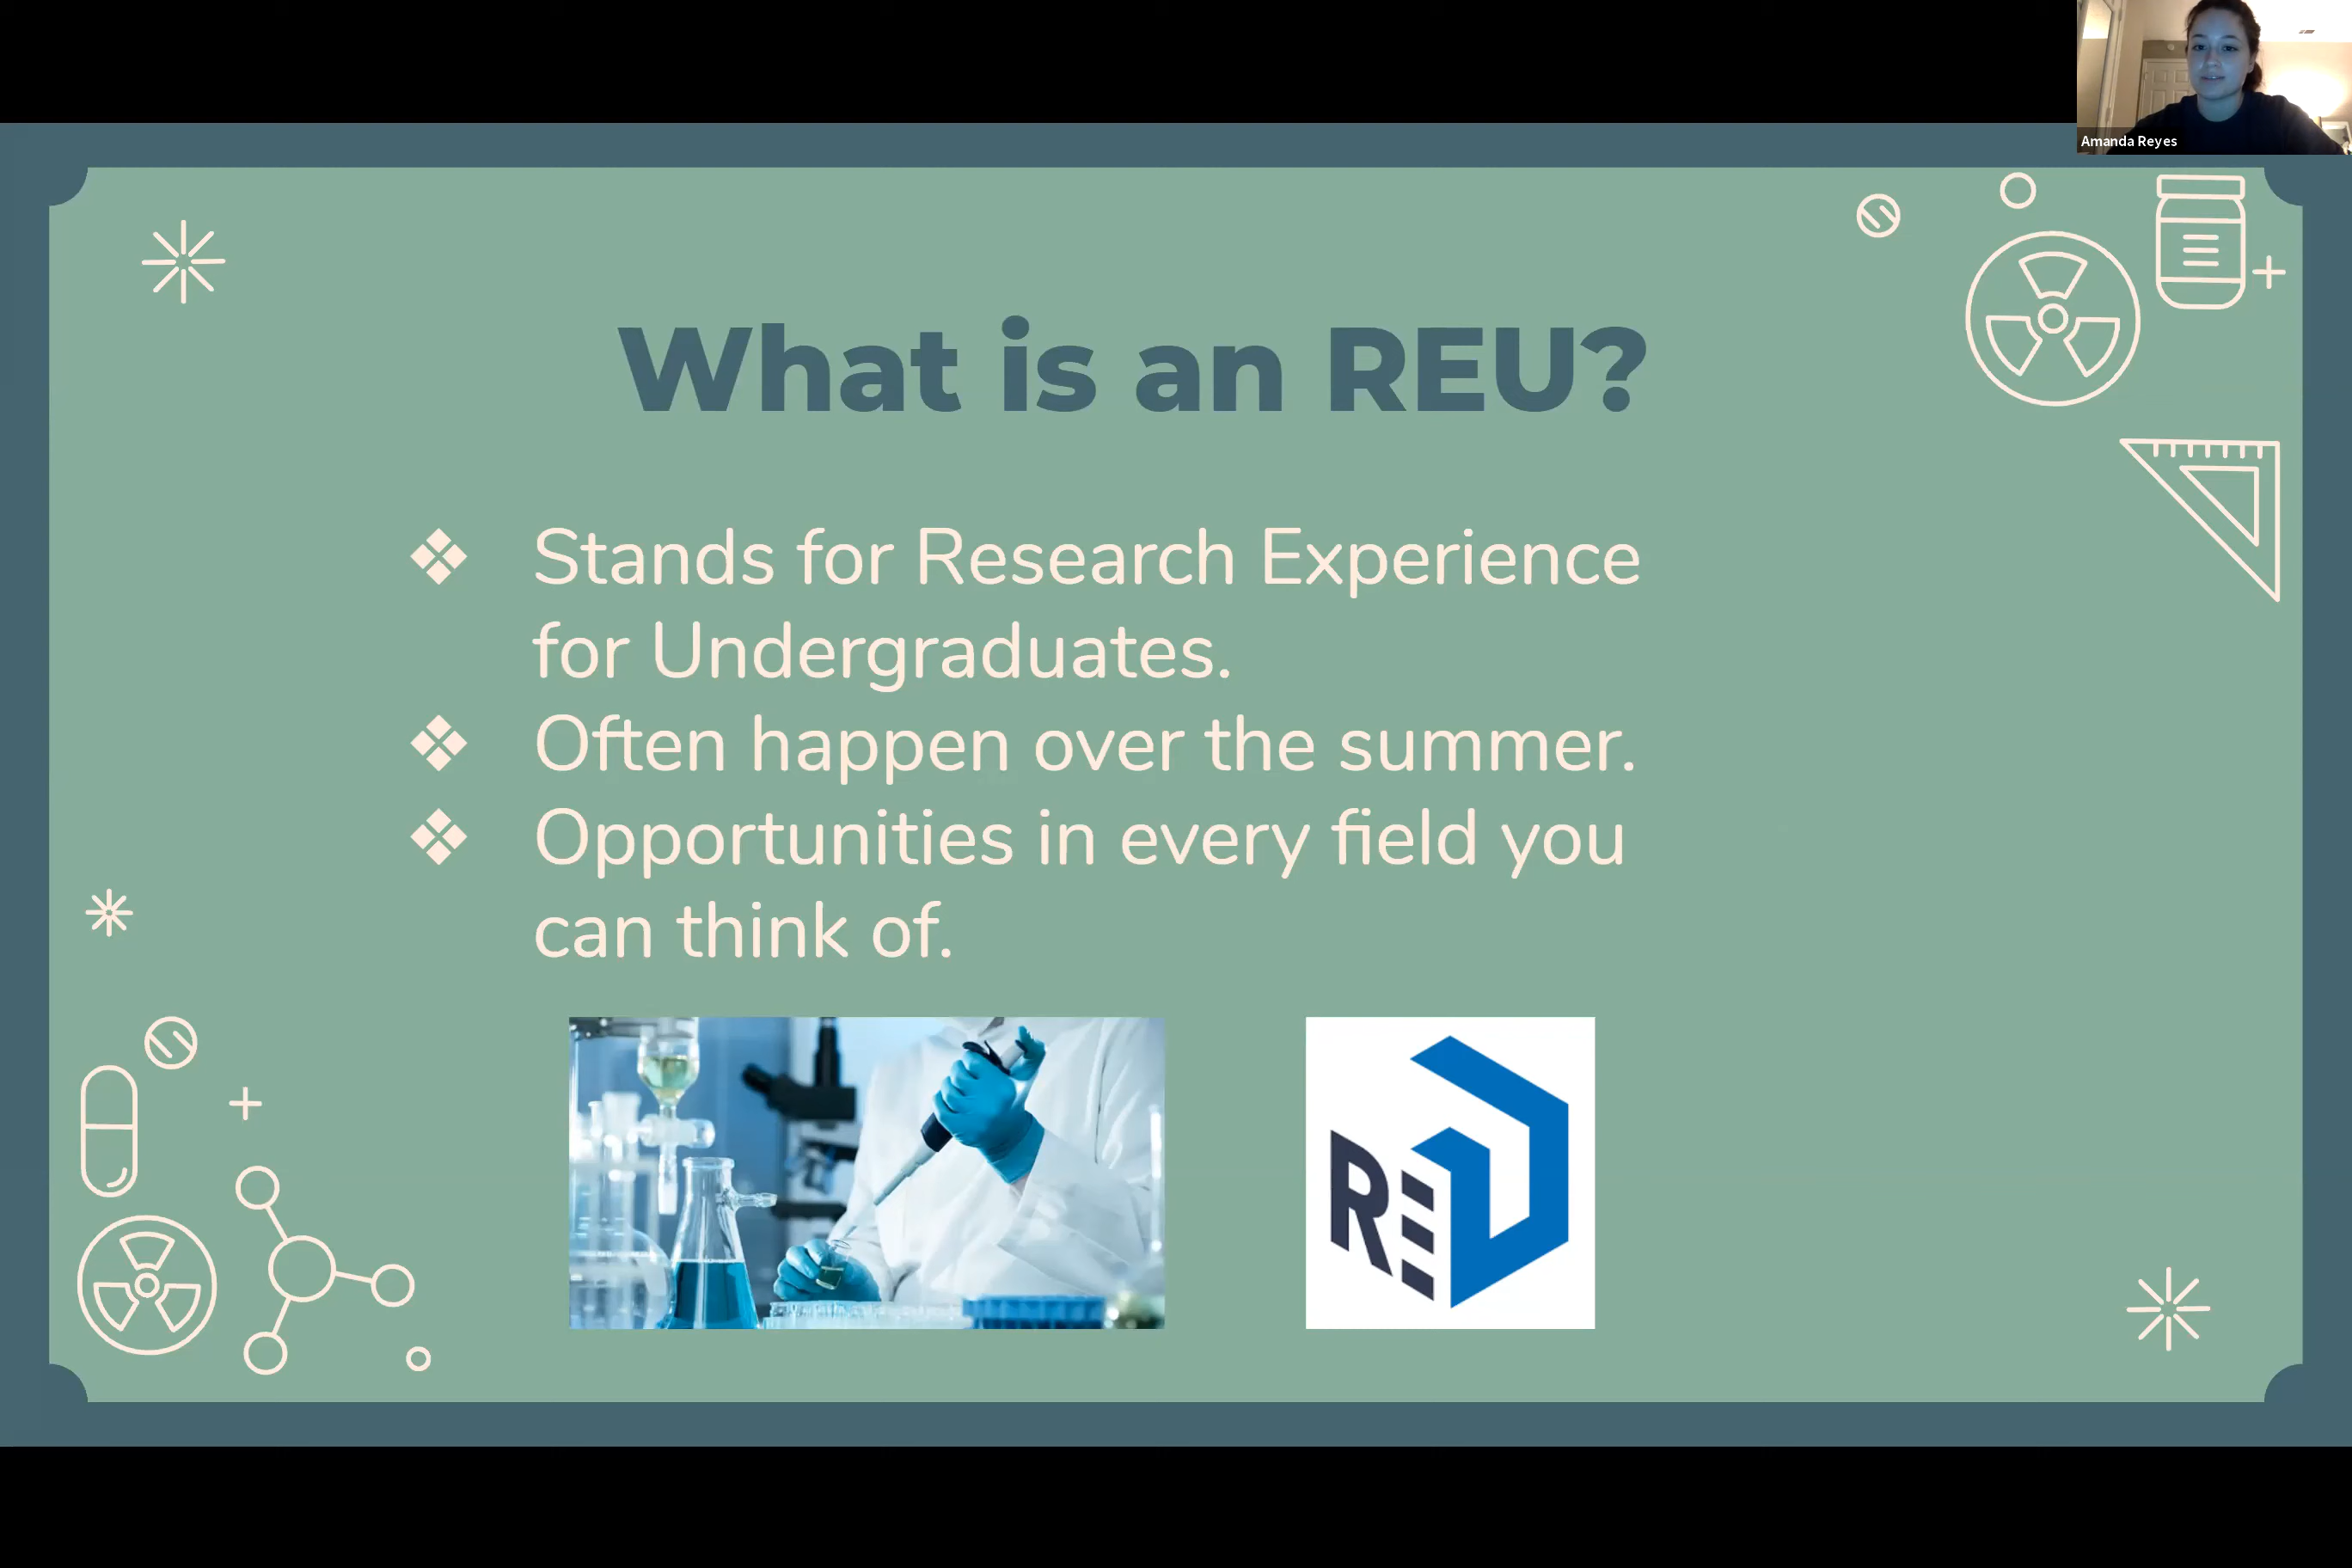 Amanda Reyes
What is an REU?
❖ Stands for Research Experience
for Undergraduates.
❖ Often happen over the summer.
❖ Opportunities in every field you
can think of.
REU